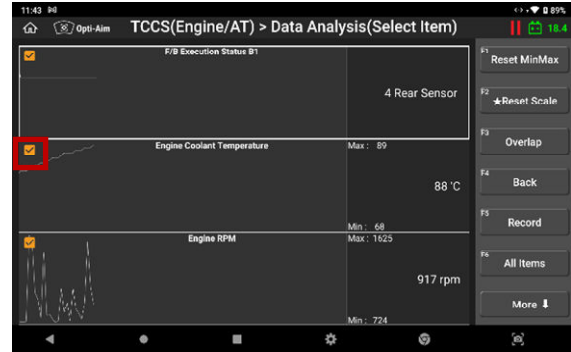 11:43
89%
Opti-Aim
TCCS(Engine/AT) > Data Analysis(Select Item)
18.4
F/B Execution Status B1
4 Rear Sensor
Engine Coolant Temperature
Max : 89
88 'C
Min : 68
Engine RPM
Max : 1625
917 rpm
Min : 724
F1
Reset MinMax
F2
★Reset Scale
F3
Overlap
F4
Back
F5
Record
F6
All Items
More ⬇